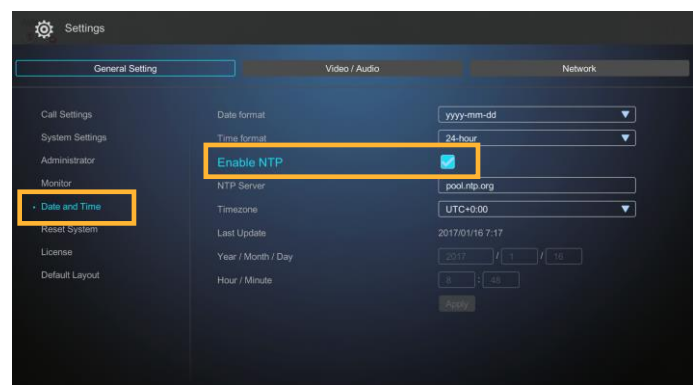 Settings
General Setting Video / Audio Network
Call Settings Date format yyyy-mm-dd
System Settings Time format 24-hour
Administrator Enable NTP
Monitor NTP Server pool.ntp.org
• Date and Time Timezone UTC+0:00
Reset System Last Update 2017/01/16 7:17
License Year / Month / Day 2017 / 1 / 16
Default Layout Hour / Minute 8 : 48
Apply